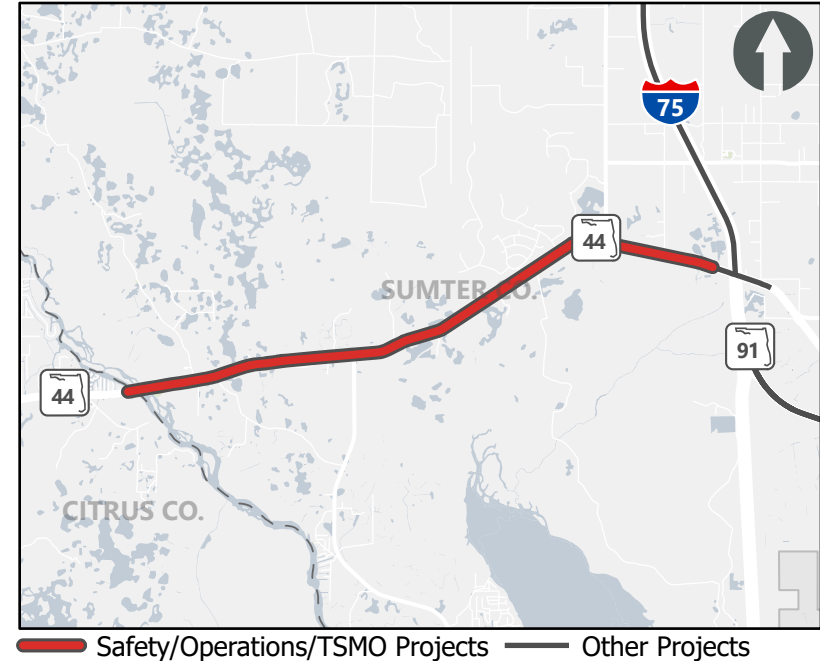 75
44
SUMTER CO.
91
44
CITRUS CO.
Safety/Operations/TSMO Projects
Other Projects